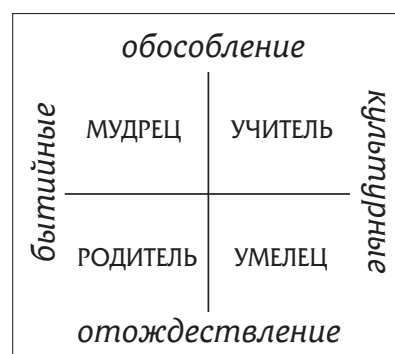 обособление
бытийные
МУДРЕЦ
УЧИТЕЛЬ
культурные
РОДИТЕЛЬ
УМЕЛЕЦ
отождествление